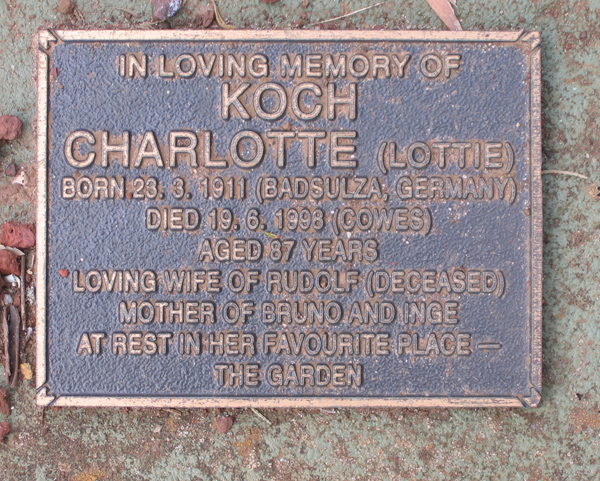 IN LOVING MEMORY OF
KOCH
CHARLOTTE (LOTTIE)
BORN 23. 3. 1911 (BADSULZA, GERMANY)
DIED 19. 6. 1998 (COWES)
AGED 87 YEARS
LOVING WIFE OF RUDOLF (DECEASED)
MOTHER OF BRUNO AND INGE
AT REST IN HER FAVOURITE PLACE —
THE GARDEN